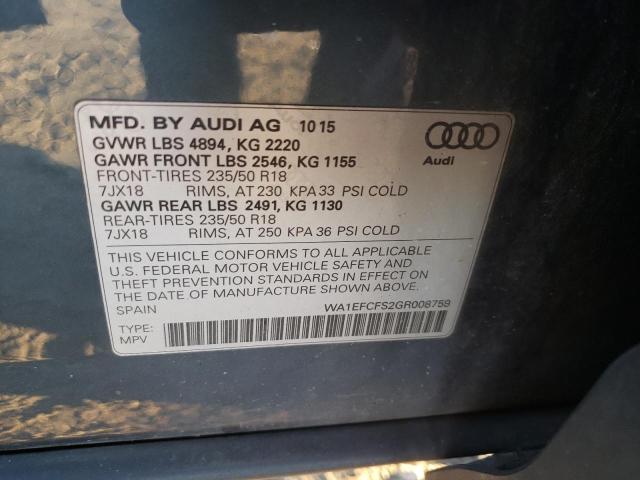 MFD. BY AUDI AG 10 15
GVWR LBS 4894, KG 2220
GAWR FRONT LBS 2546, KG 1155
FRONT-TIRES 235/50 R18
7JX18 RIMS, AT 230 KPA 33 PSI COLD
GAWR REAR LBS 2491, KG 1130
REAR-TIRES 235/50 R18
7JX18 RIMS, AT 250 KPA 36 PSI COLD
Audi
THIS VEHICLE CONFORMS TO ALL APPLICABLE
U.S. FEDERAL MOTOR VEHICLE SAFETY AND
THEFT PREVENTION STANDARDS IN EFFECT ON
THE DATE OF MANUFACTURE SHOWN ABOVE.
SPAIN WA1EFCFS2GR008759
TYPE:
MPV